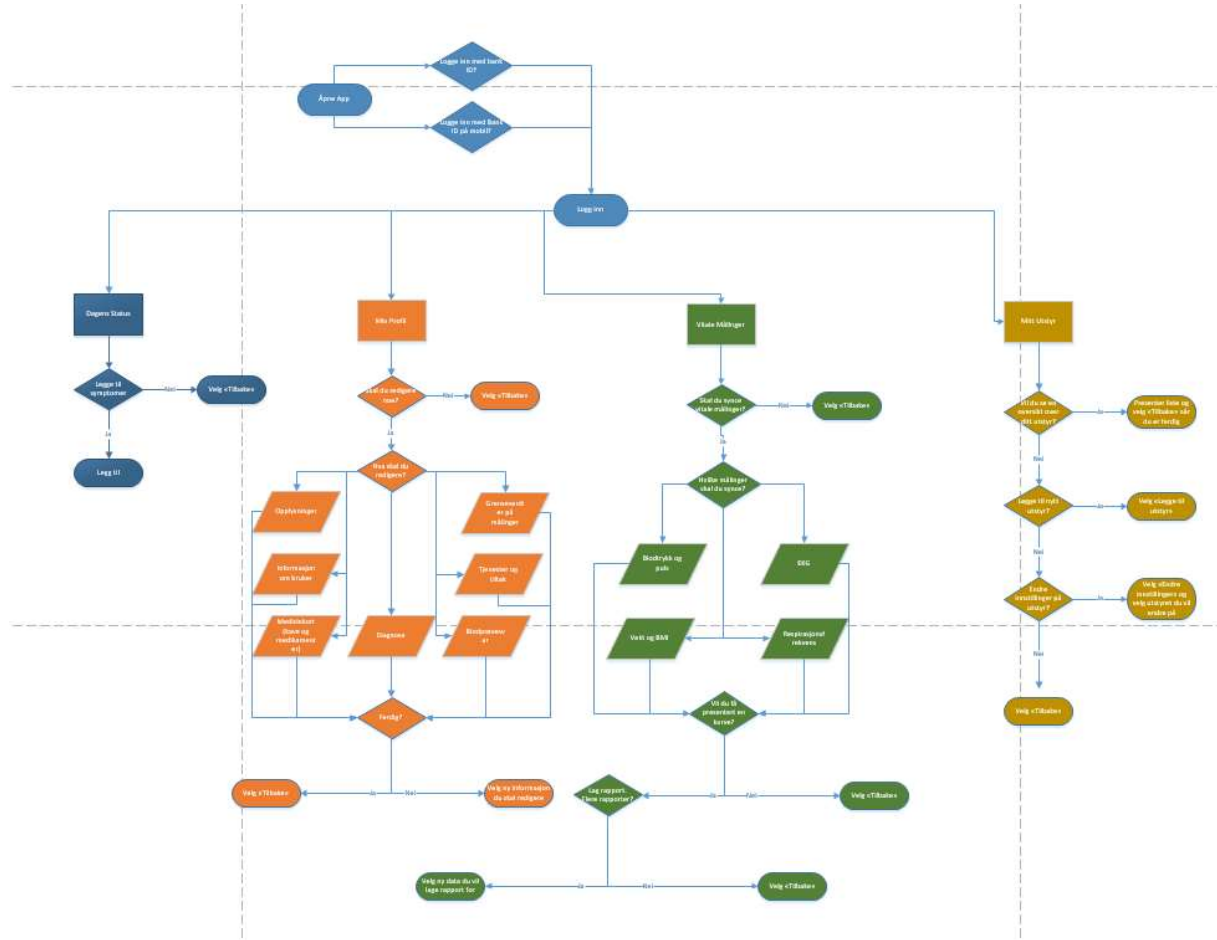 Logge inn med bank
ID?
Åpne App
Logge inn med Bank
ID på mobil?
Logg inn
Dagens Status
Min Profil
Vitale Målinger
Mitt Utstyr
Legge til
symptomer
Nei
Velg «Tilbake»
Ja
Legg til
Skal du redigere
noe?
Nei
Velg «Tilbake»
Ja
Hva skal du
redigere?
Opplysninger
Informasjon
om bruker
Diagnose
Tjenester og
tiltak
er på
målinger
Ferdig?
Ja
Nei
Velg «Tilbake»
Velg ny informasjon
du skal redigere
Skal du synce
vitale målinger?
Nei
Velg «Tilbake»
Ja
Hvilke målinger
skal du synce?
Blodtrykk og
puls
EKG
Vekt og BMI
Respirasjonsf
rekvens
Vil du få
presentert en
kurve?
Ja
Nei
Velg «Tilbake»
Lag rapport.
Flere rapporter?
Ja
Nei
Velg ny data du vil
lage rapport for
Velg «Tilbake»
Vil du se en
oversikt over
ditt utstyr?
Ja
Presenter liste og
velg «Tilbake» når
du er ferdig
Nei
Legge til nytt
utstyr?
Ja
Velg «Legge til
utstyr»
Nei
Endre
innstillinger på
utstyr?
Ja
Velg «Endre
innstillinger» og
velg utstyret du vil
endre på
Nei
Velg «Tilbake»